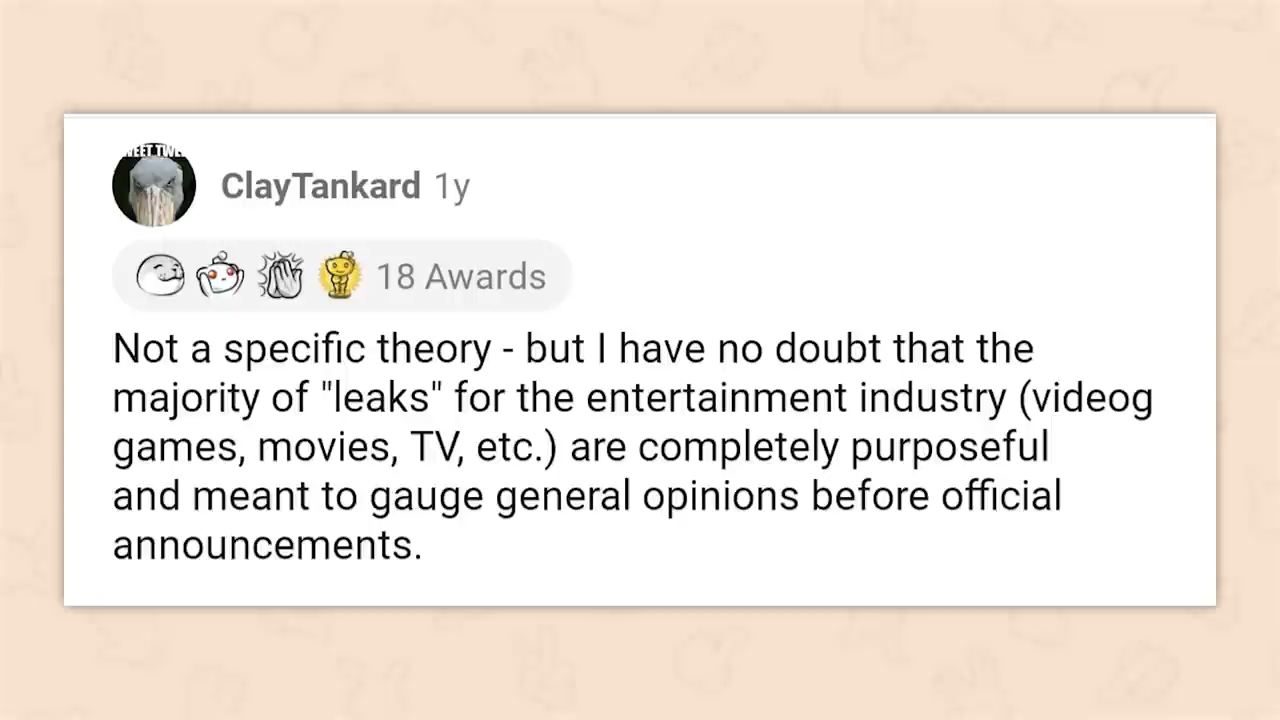 ClayTankard 1y
18 Awards
Not a specific theory - but I have no doubt that the
majority of "leaks" for the entertainment industry (videog
games, movies, TV, etc.) are completely purposeful
and meant to gauge general opinions before official
announcements.